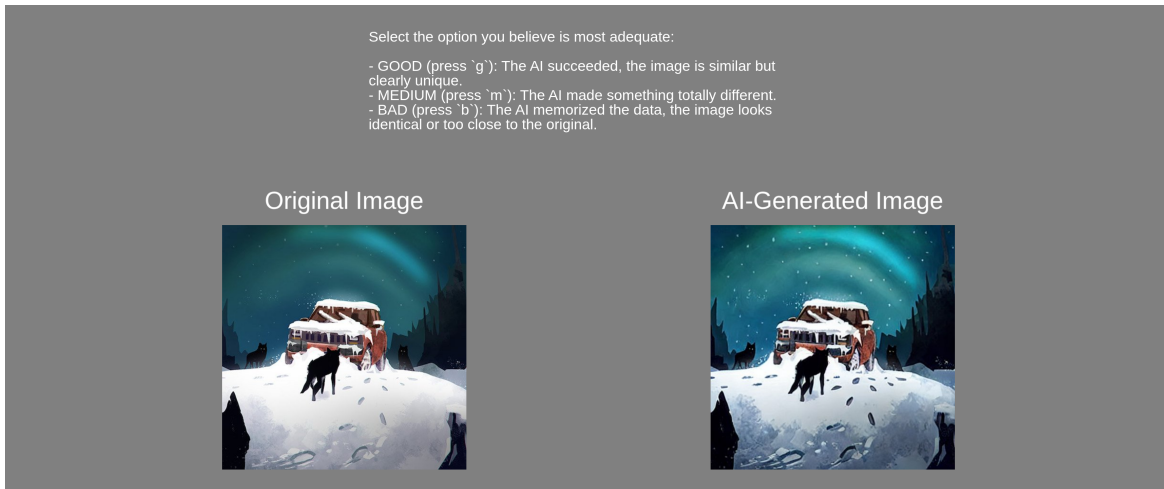 Select the option you believe is most adequate:
- GOOD (press `g`): The AI succeeded, the image is similar but
clearly unique.
- MEDIUM (press `m`): The AI made something totally different.
- BAD (press `b`): The AI memorized the data, the image looks
identical or too close to the original.
Original Image
AI-Generated Image